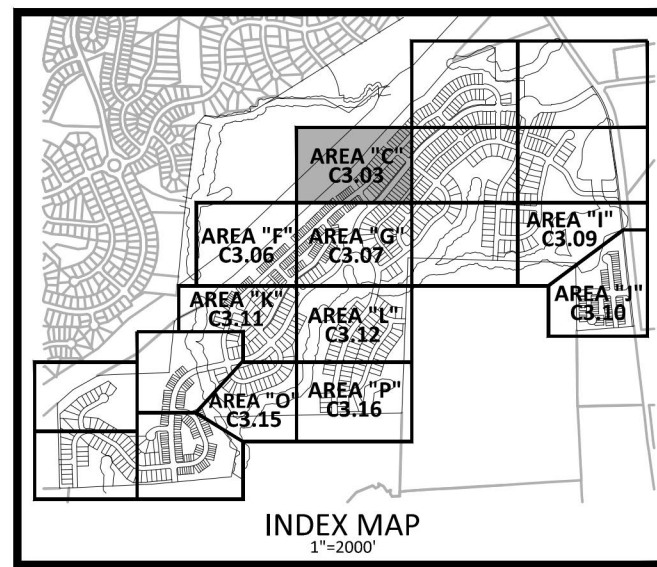 AREA "C"
C3.03
AREA "F"
C3.06
AREA "G"
C3.07
AREA "I"
C3.09
AREA "K"
C3.11
AREA "L"
C3.12
AREA "J"
C3.10
AREA "O"
C3.15
AREA "P"
C3.16
INDEX MAP
1"=2000'